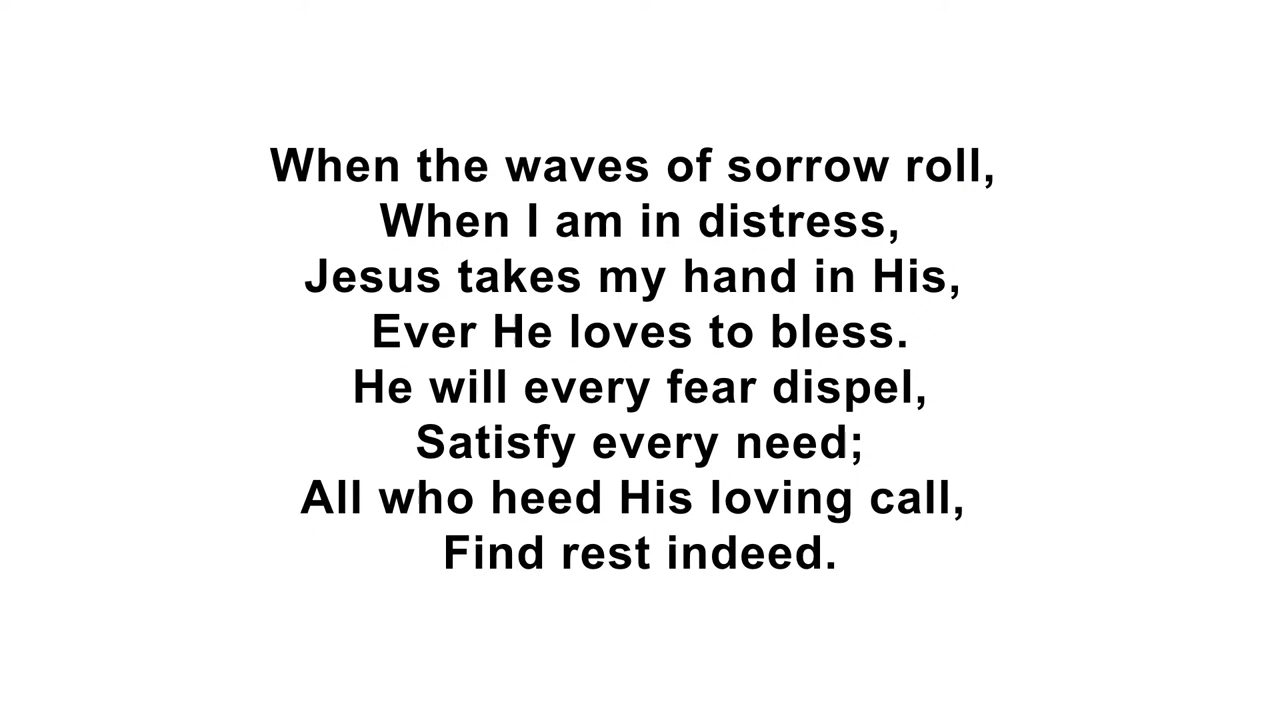 When the waves of sorrow roll,
When I am in distress,
Jesus takes my hand in His,
Ever He loves to bless.
He will every fear dispel,
Satisfy every need;
All who heed His loving call,
Find rest indeed.